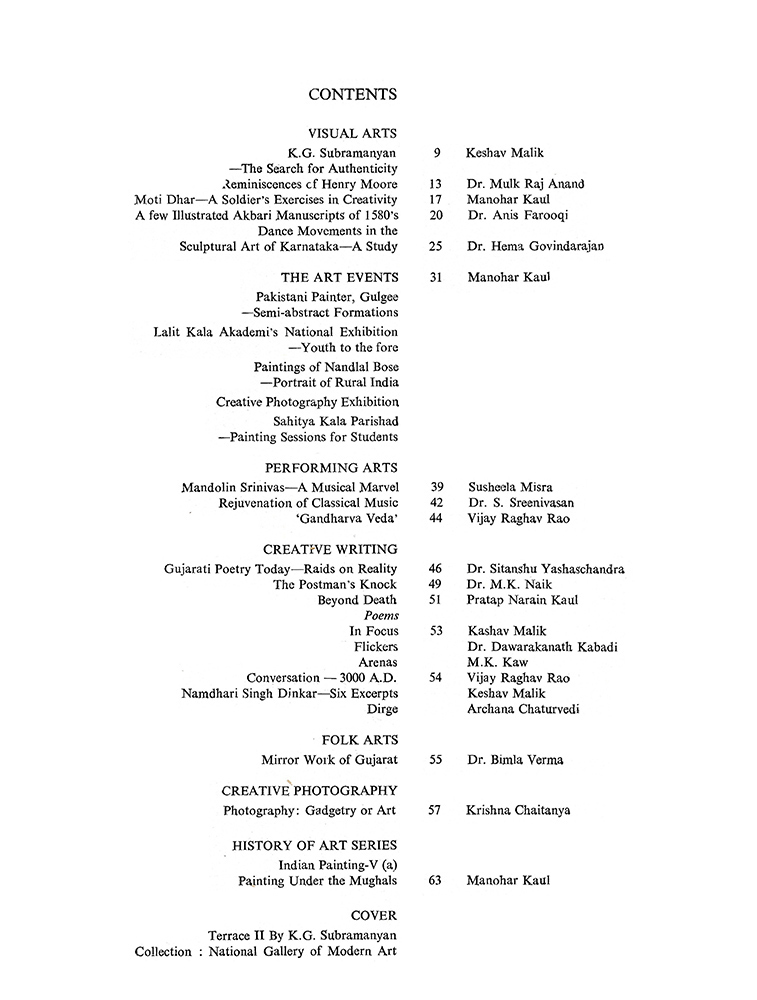 CONTENTS
VISUAL ARTS
K.G. Subramanyan 9 Keshav Malik
—The Search for Authenticity
Reminiscences of Henry Moore 13 Dr. Mulk Raj Anand
Moti Dhar—A Soldier's Exercises in Creativity 17 Manohar Kaul
A few Illustrated Akbari Manuscripts of 1580's 20 Dr. Anis Farooqi
Dance Movements in the
Sculptural Art of Karnataka—A Study 25 Dr. Hema Govindarajan
THE ART EVENTS 31 Manohar Kaul
Pakistani Painter, Gulgee
—Semi-abstract Formations
Lalit Kala Akademi's National Exhibition
—Youth to the fore
Paintings of Nandlal Bose
—Portrait of Rural India
Creative Photography Exhibition
Sahitya Kala Parishad
—Painting Sessions for Students
PERFORMING ARTS
Mandolin Srinivas—A Musical Marvel 39 Susheela Misra
Rejuvenation of Classical Music 42 Dr. S. Sreenivasan
'Gandharva Veda' 44 Vijay Raghav Rao
CREATIVE WRITING
Gujarati Poetry Today—Raids on Reality 46 Dr. Sitanshu Yashaschandra
The Postman's Knock 49 Dr. M.K. Naik
Beyond Death 51 Pratap Narain Kaul
Poems
In Focus 53 Kashav Malik
Flickers Dr. Dawarakanath Kabadi
Arenas M.K. Kaw
Conversation — 3000 A.D. 54 Vijay Raghav Rao
Namdhari Singh Dinkar—Six Excerpts Keshav Malik
Dirge Archana Chaturvedi
FOLK ARTS
Mirror Work of Gujarat 55 Dr. Bimla Verma
CREATIVE PHOTOGRAPHY
Photography: Gadgetry or Art 57 Krishna Chaitanya
HISTORY OF ART SERIES
Indian Painting-V (a)
Painting Under the Mughals 63 Manohar Kaul
COVER
Terrace II By K.G. Subramanyan
Collection : National Gallery of Modern Art